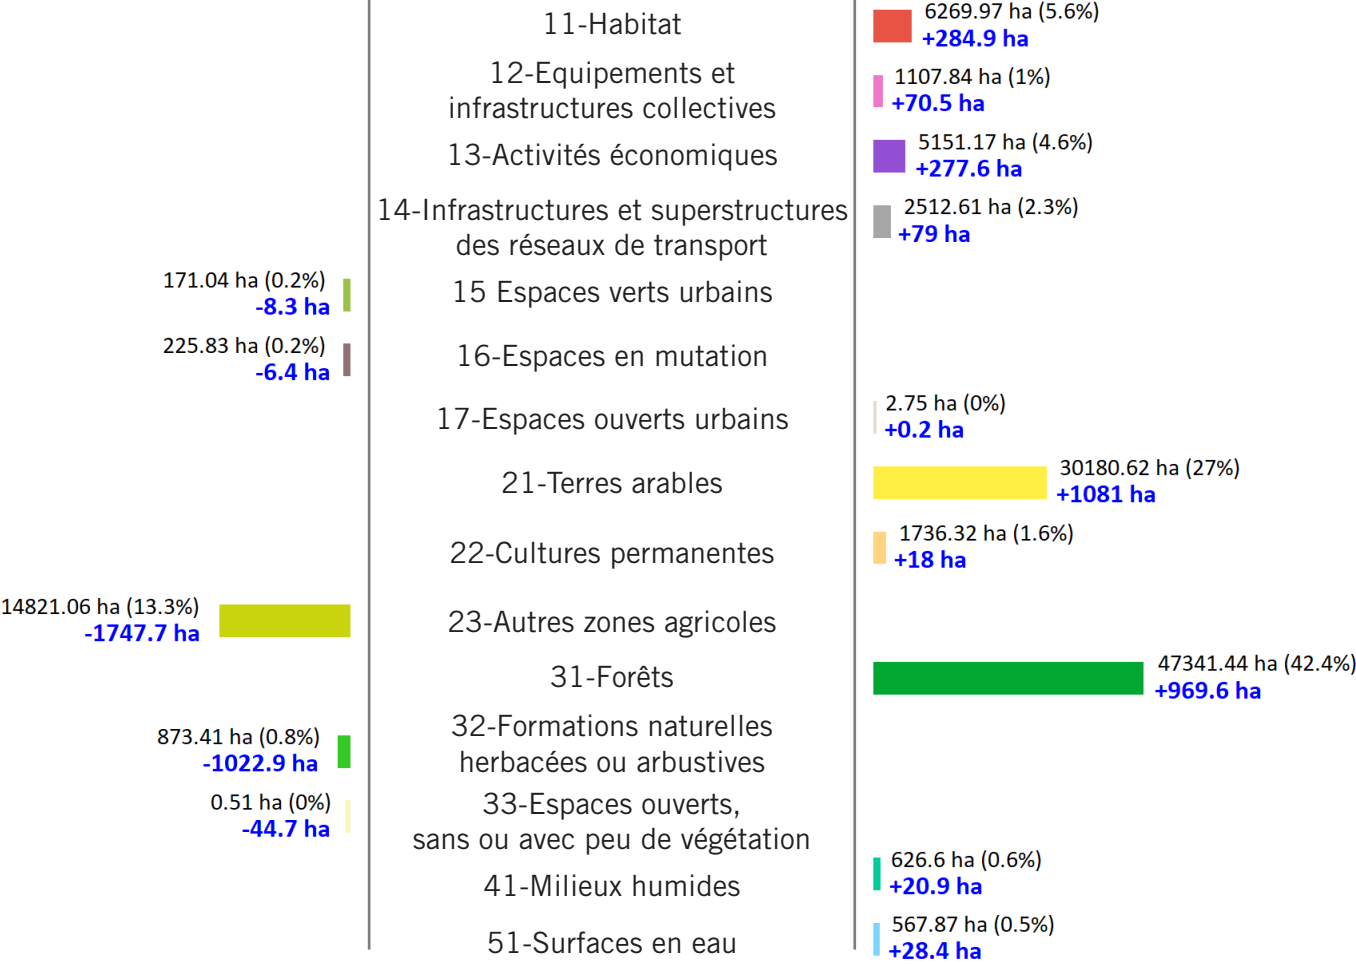 11-Habitat
6269.97 ha (5.6%)
+284.9 ha
12-Equipements et
infrastructures collectives
1107.84 ha (1%)
+70.5 ha
13-Activités économiques
5151.17 ha (4.6%)
+277.6 ha
14-Infrastructures et superstructures
des réseaux de transport
2512.61 ha (2.3%)
+79 ha
171.04 ha (0.2%)
-8.3 ha
15 Espaces verts urbains
225.83 ha (0.2%)
-6.4 ha
16-Espaces en mutation
17-Espaces ouverts urbains
2.75 ha (0%)
+0.2 ha
21-Terres arables
30180.62 ha (27%)
+1081 ha
22-Cultures permanentes
1736.32 ha (1.6%)
+18 ha
14821.06 ha (13.3%)
-1747.7 ha
23-Autres zones agricoles
31-Forêts
47341.44 ha (42.4%)
+969.6 ha
873.41 ha (0.8%)
-1022.9 ha
32-Formations naturelles
herbacées ou arbustives
0.51 ha (0%)
-44.7 ha
33-Espaces ouverts,
sans ou avec peu de végétation
41-Milieux humides
626.6 ha (0.6%)
+20.9 ha
51-Surfaces en eau
567.87 ha (0.5%)
+28.4 ha